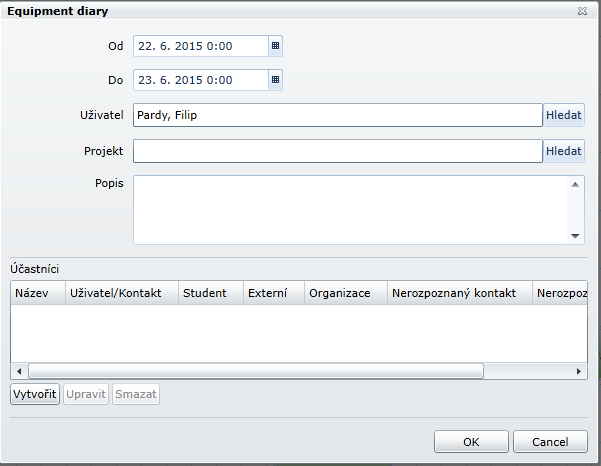 Equipment diary
Od 22. 6. 2015 0:00
Do 23. 6. 2015 0:00
Uživatel Pardy, Filip Hledat
Projekt Hledat
Popis
Účastníci
Název Uživatel/Kontakt Student Externí Organizace Nerozpoznaný kontakt Nerozpoz
Vytvořit Upravit Smazat
OK Cancel